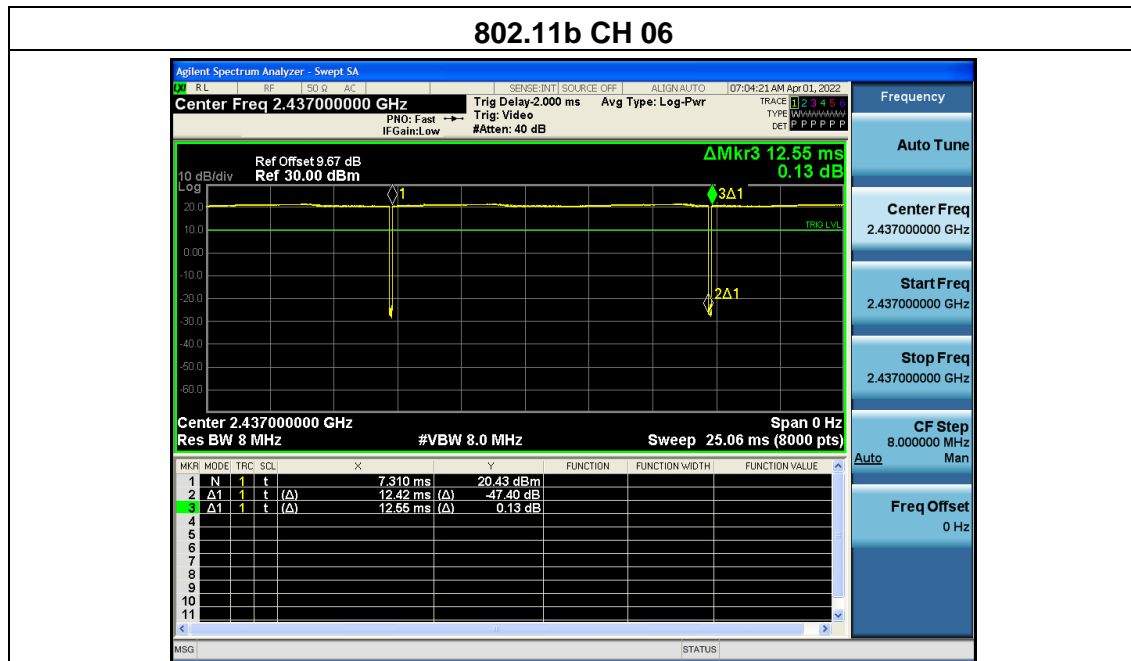 802.11b CH 06
Agilent Spectrum Analyzer - Swept SA
LXI RL RF 50 Ω AC SENSE:INT SOURCE OFF ALIGN AUTO 07:04:21 AM Apr 01, 2022
Center Freq 2.437000000 GHz
PNO: Fast
IFGain:Low
Trig Delay-2.000 ms
Trig: Video
#Atten: 40 dB
Avg Type: Log-Pwr
TRACE 1 2 3 4 5 6
TYPE WWWWWW
DET P P P P P P
ΔMkr3 12.55 ms
0.13 dB
Ref Offset 9.67 dB
10 dB/div Ref 30.00 dBm
Log
20.0
10.0
0.00
-10.0
-20.0
-30.0
-40.0
-50.0
-60.0
1
3Δ1
TRIG LVL
2Δ1
Center 2.437000000 GHz Span 0 Hz
Res BW 8 MHz #VBW 8.0 MHz Sweep 25.06 ms (8000 pts)
MKR MODE TRC SCL X Y FUNCTION FUNCTION WIDTH FUNCTION VALUE
1 N 1 t 7.310 ms 20.43 dBm
2 Δ1 1 t (Δ) 12.42 ms (Δ) -47.40 dB
3 Δ1 1 t (Δ) 12.55 ms (Δ) 0.13 dB
4
5
6
7
8
9
10
11
MSG STATUS
Frequency
Auto Tune
Center Freq
2.437000000 GHz
Start Freq
2.437000000 GHz
Stop Freq
2.437000000 GHz
CF Step
8.000000 MHz
Auto Man
Freq Offset
0 Hz